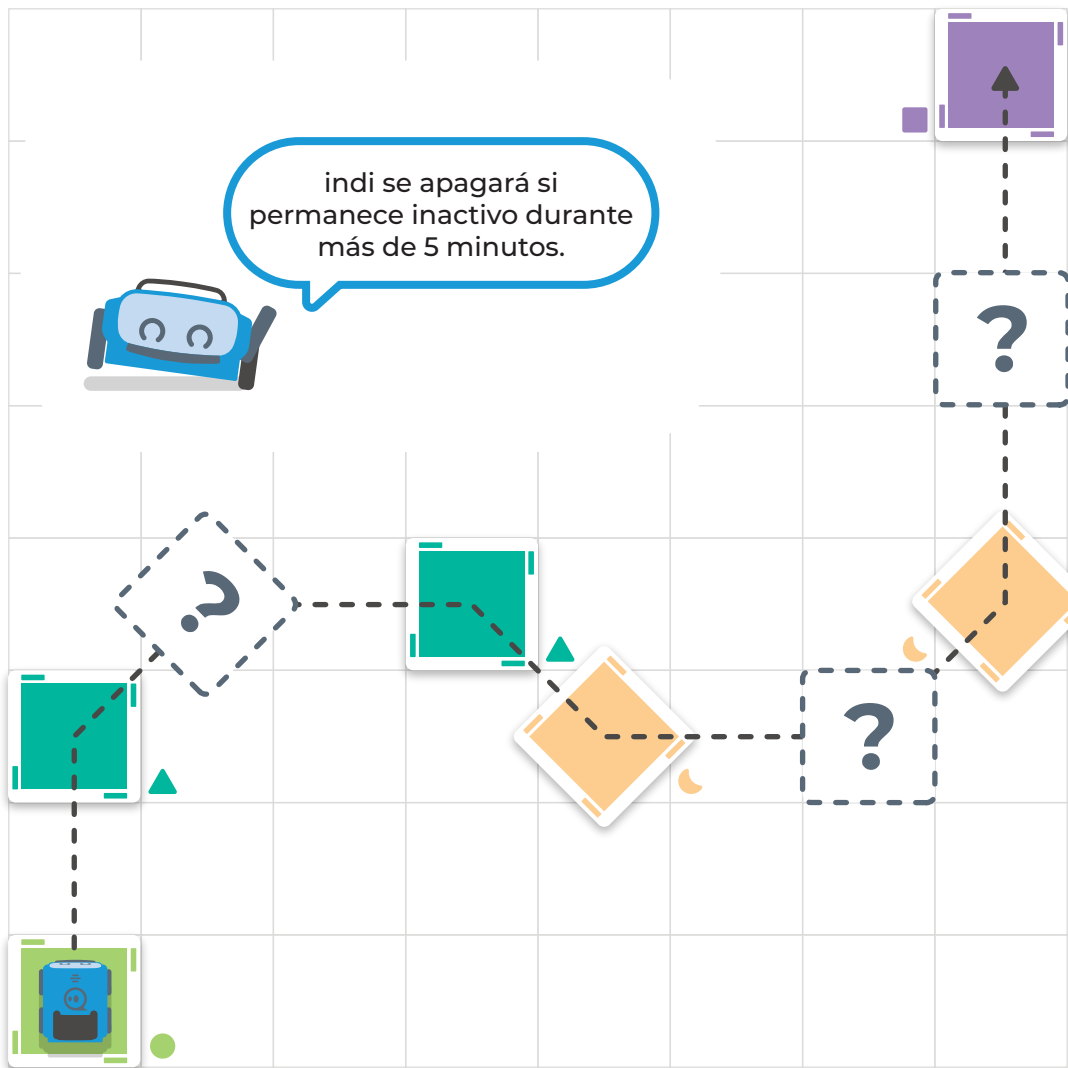 indi se apagará si
permanece inactivo durante
más de 5 minutos.
?
?
?